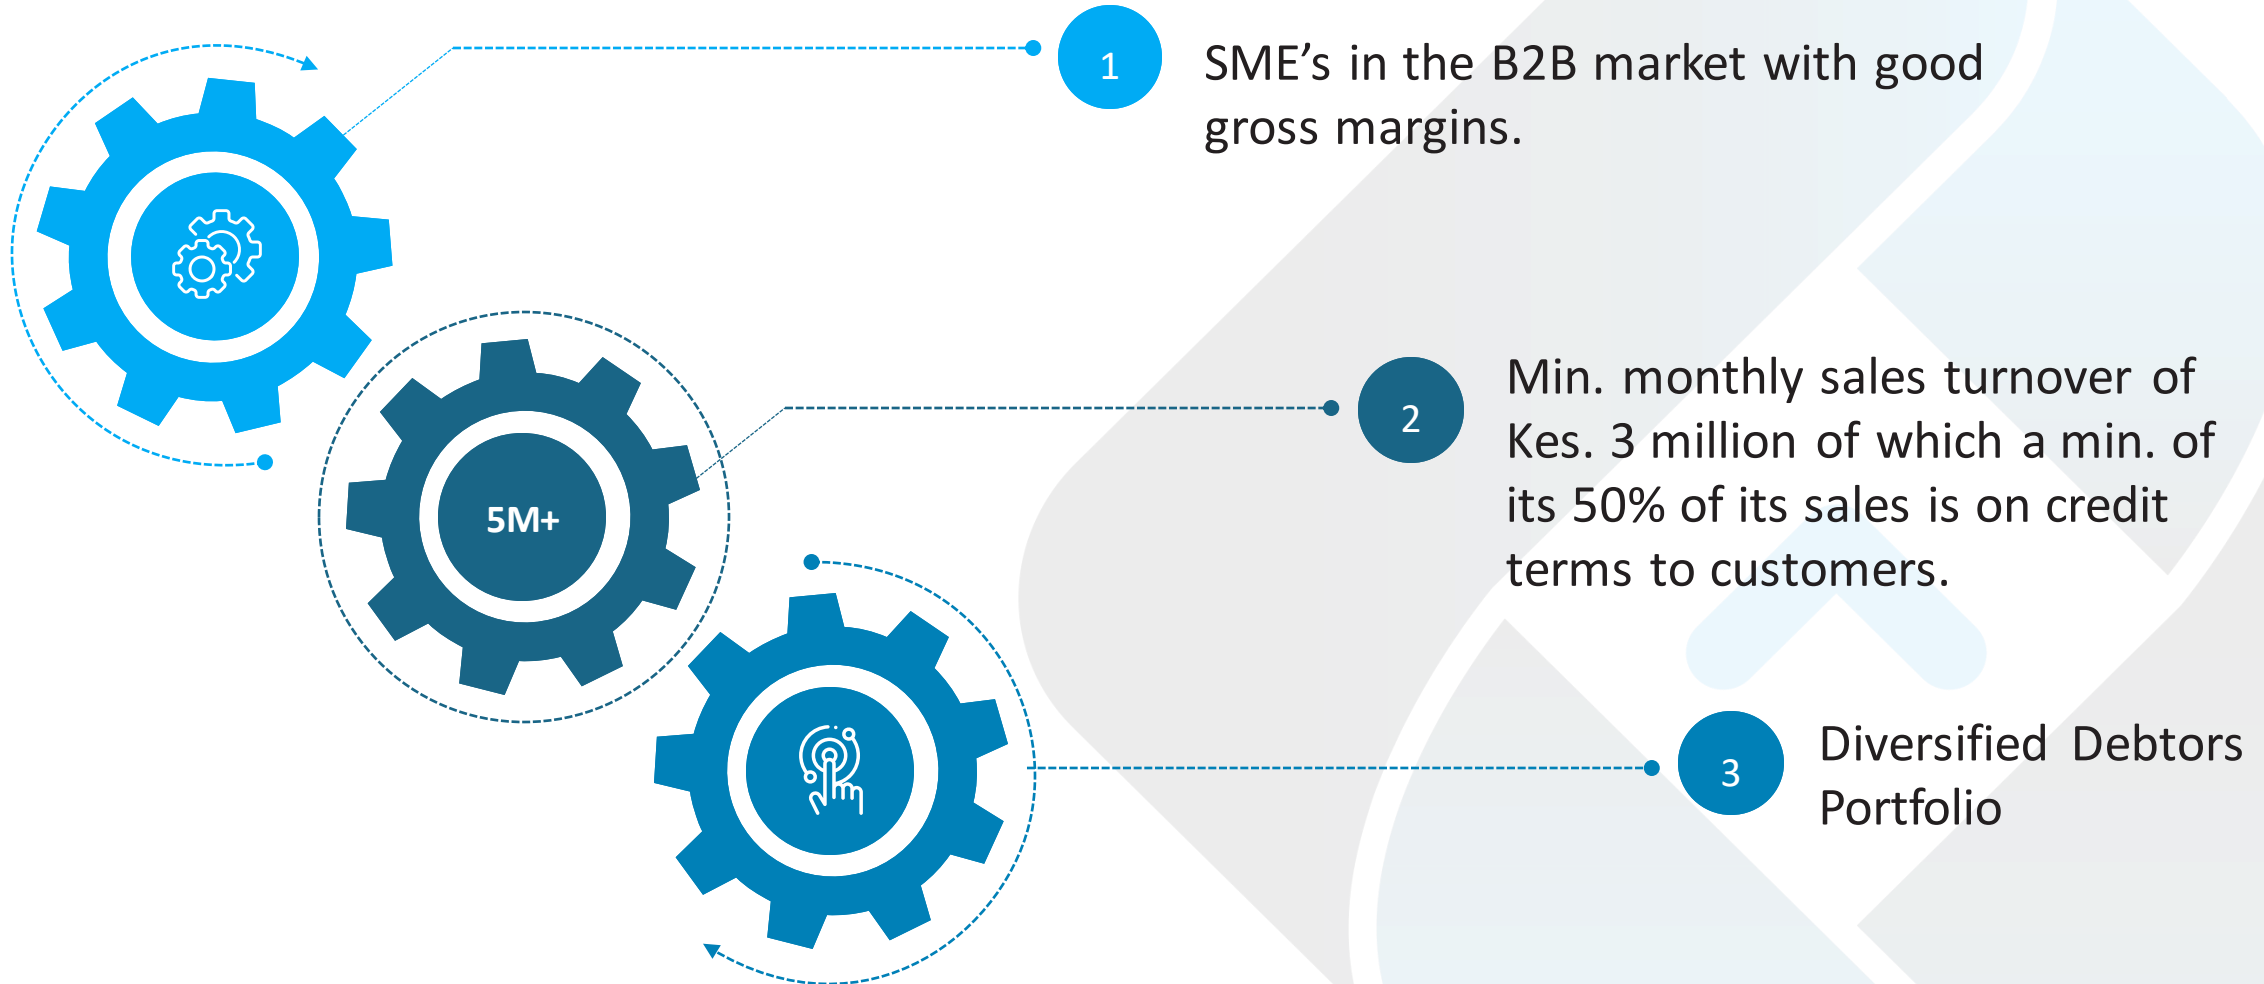 1
SME’s in the B2B market with good
gross margins.
2
Min. monthly sales turnover of
Kes. 3 million of which a min. of
its 50% of its sales is on credit
terms to customers.
5M+
3
Diversified Debtors
Portfolio